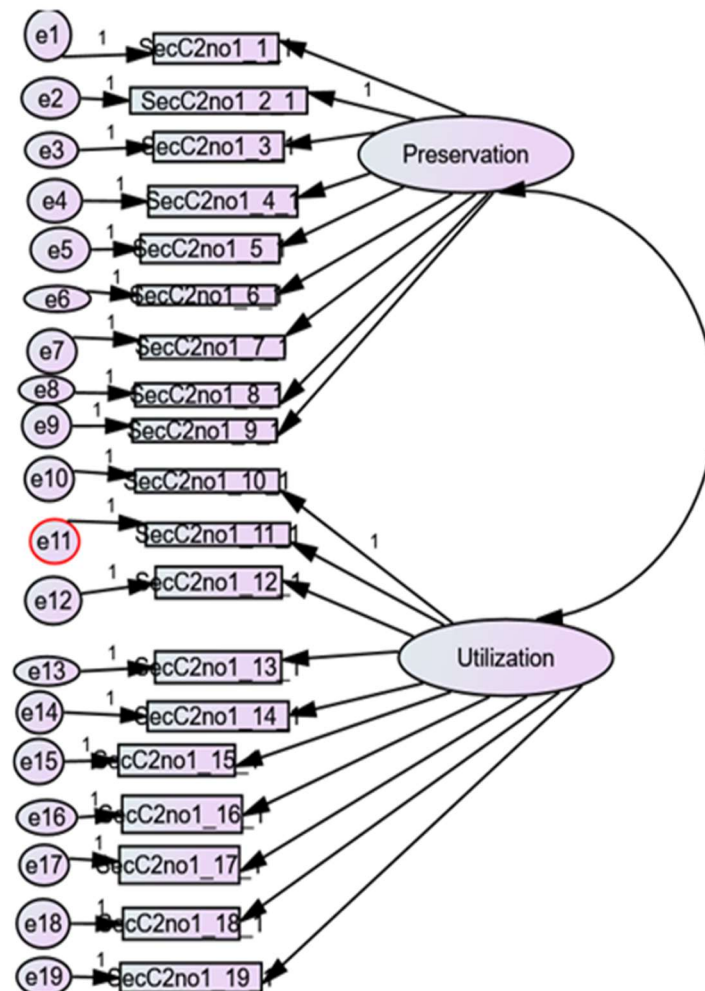 e1 1 SecC2no1_1_1
e2 1 SecC2no1_2_1 1
e3 1 SecC2no1_3_1 Preservation
e4 1 SecC2no1_4_1
e5 1 SecC2no1_5_1
e6 1 SecC2no1_6_1
e7 1 SecC2no1_7_1
e8 1 SecC2no1_8_1
e9 1 SecC2no1_9_1
e10 1 SecC2no1_10_1
e11 1 SecC2no1_11_1 1
e12 1 SecC2no1_12_1
e13 1 SecC2no1_13_1 Utilization
e14 1 SecC2no1_14_1
e15 1 SecC2no1_15_1
e16 1 SecC2no1_16_1
e17 1 SecC2no1_17_1
e18 1 SecC2no1_18_1
e19 1 SecC2no1_19_1